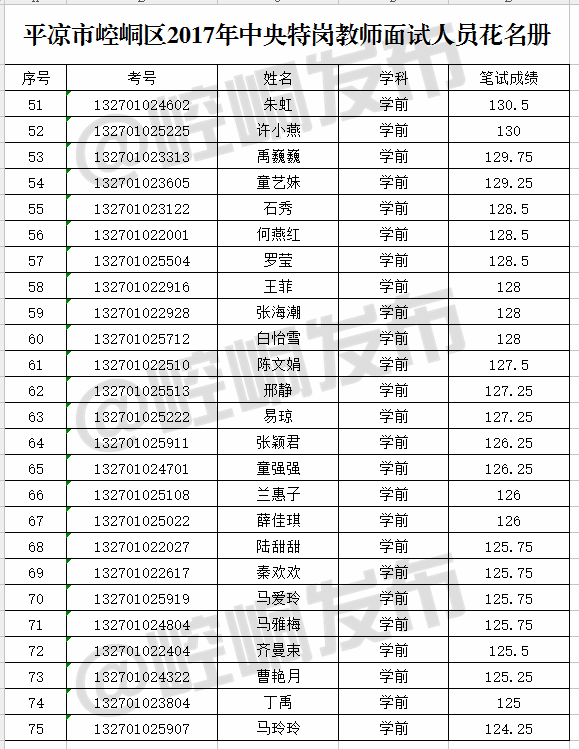 平凉市崆峒区2017年中央特岗教师面试人员花名册
序号 考号 姓名 学科 笔试成绩
51 132701024602 朱虹 学前 130.5
52 132701025225 许小燕 学前 130
53 132701023313 禹巍巍 学前 129.75
54 132701023605 童艺妹 学前 129.25
55 132701023122 石秀 学前 128.5
56 132701022001 何燕红 学前 128.5
57 132701025504 罗莹 学前 128.5
58 132701022916 王菲 学前 128
59 132701022928 张海潮 学前 128
60 132701025712 白怡雪 学前 128
61 132701022510 陈文娟 学前 127.5
62 132701025513 邢静 学前 127.25
63 132701025222 易琼 学前 127.25
64 132701025911 张颖君 学前 126.25
65 132701024701 童强强 学前 126.25
66 132701025108 兰惠子 学前 126
67 132701025022 薛佳琪 学前 126
68 132701022027 陆甜甜 学前 125.75
69 132701022617 秦欢欢 学前 125.75
70 132701025919 马爱玲 学前 125.75
71 132701024804 马雅梅 学前 125.75
72 132701022404 齐曼束 学前 125.5
73 132701024322 曹艳月 学前 125.25
74 132701023804 丁禹 学前 125
75 132701025907 马玲玲 学前 124.25
@崆峒发布
@崆峒发布
@崆峒发布